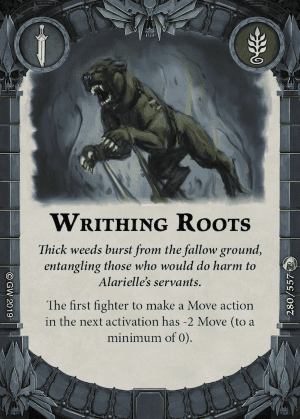 WRITHING ROOTS
Thick weeds burst from the fallow ground,
entangling those who would do harm to
Alarielle's servants.
The first fighter to make a Move action
in the next activation has -2 Move (to a
minimum of 0).
© GW 2019
280/557